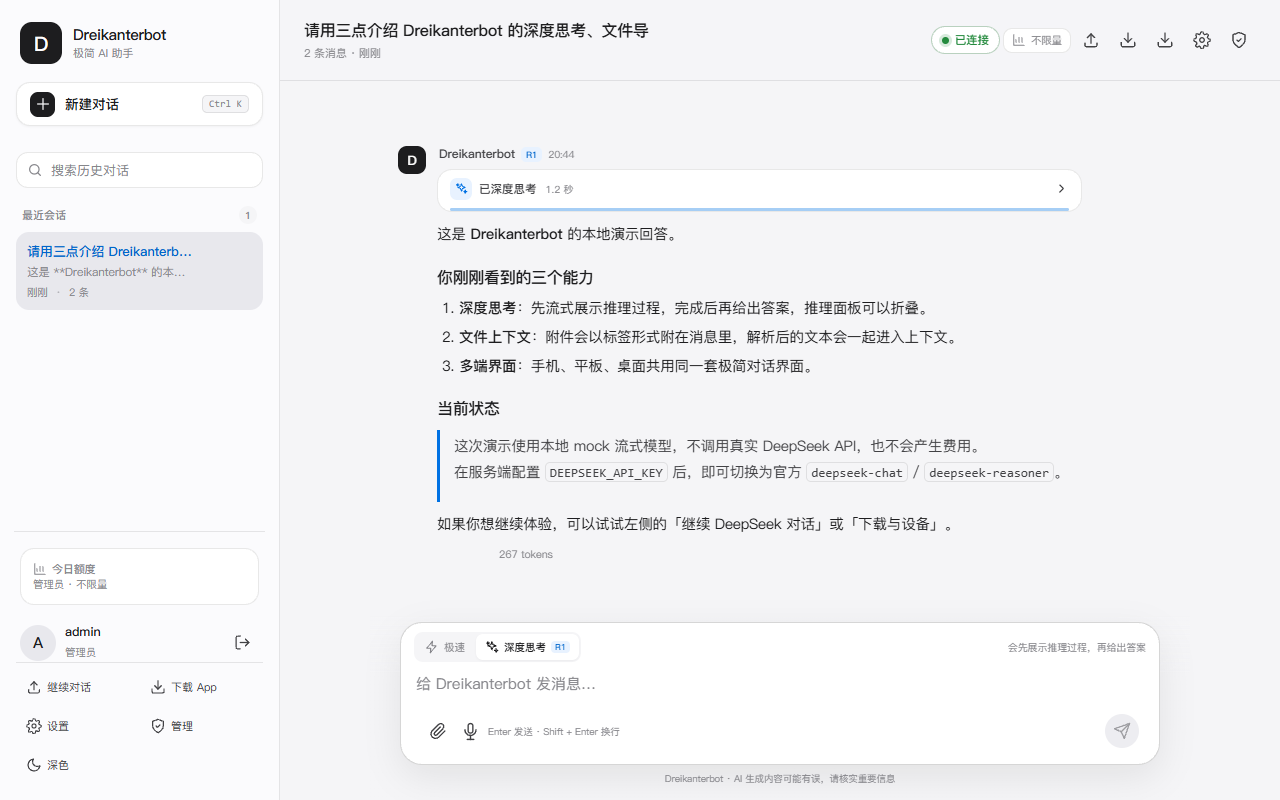 D
Dreikanterbot
极简 AI 助手
新建对话
Ctrl K
搜索历史对话
最近会话
1
请用三点介绍 Dreikanterb...
这是 **Dreikanterbot** 的本...
刚刚 · 2 条
今日额度
管理员 · 不限量
A
admin
管理员
继续对话
下载 App
设置
管理
深色
请用三点介绍 Dreikanterbot 的深度思考、文件导
2 条消息 · 刚刚
已连接
不限量
D
Dreikanterbot R1 20:44
已深度思考 1.2 秒
这是 Dreikanterbot 的本地演示回答。
你刚刚看到的三个能力
1. 深度思考：先流式展示推理过程，完成后再给出答案，推理面板可以折叠。
2. 文件上下文：附件会以标签形式附在消息里，解析后的文本会一起进入上下文。
3. 多端界面：手机、平板、桌面共用同一套极简对话界面。
当前状态
这次演示使用本地 mock 流式模型，不调用真实 DeepSeek API，也不会产生费用。
在服务端配置 DEEPSEEK_API_KEY 后，即可切换为官方 deepseek-chat / deepseek-reasoner。
如果你想继续体验，可以试试左侧的「继续 DeepSeek 对话」或「下载与设备」。
267 tokens
极速
深度思考 R1
会先展示推理过程，再给出答案
给 Dreikanterbot 发消息...
Enter 发送 · Shift + Enter 换行
Dreikanterbot · AI 生成内容可能有误，请核实重要信息